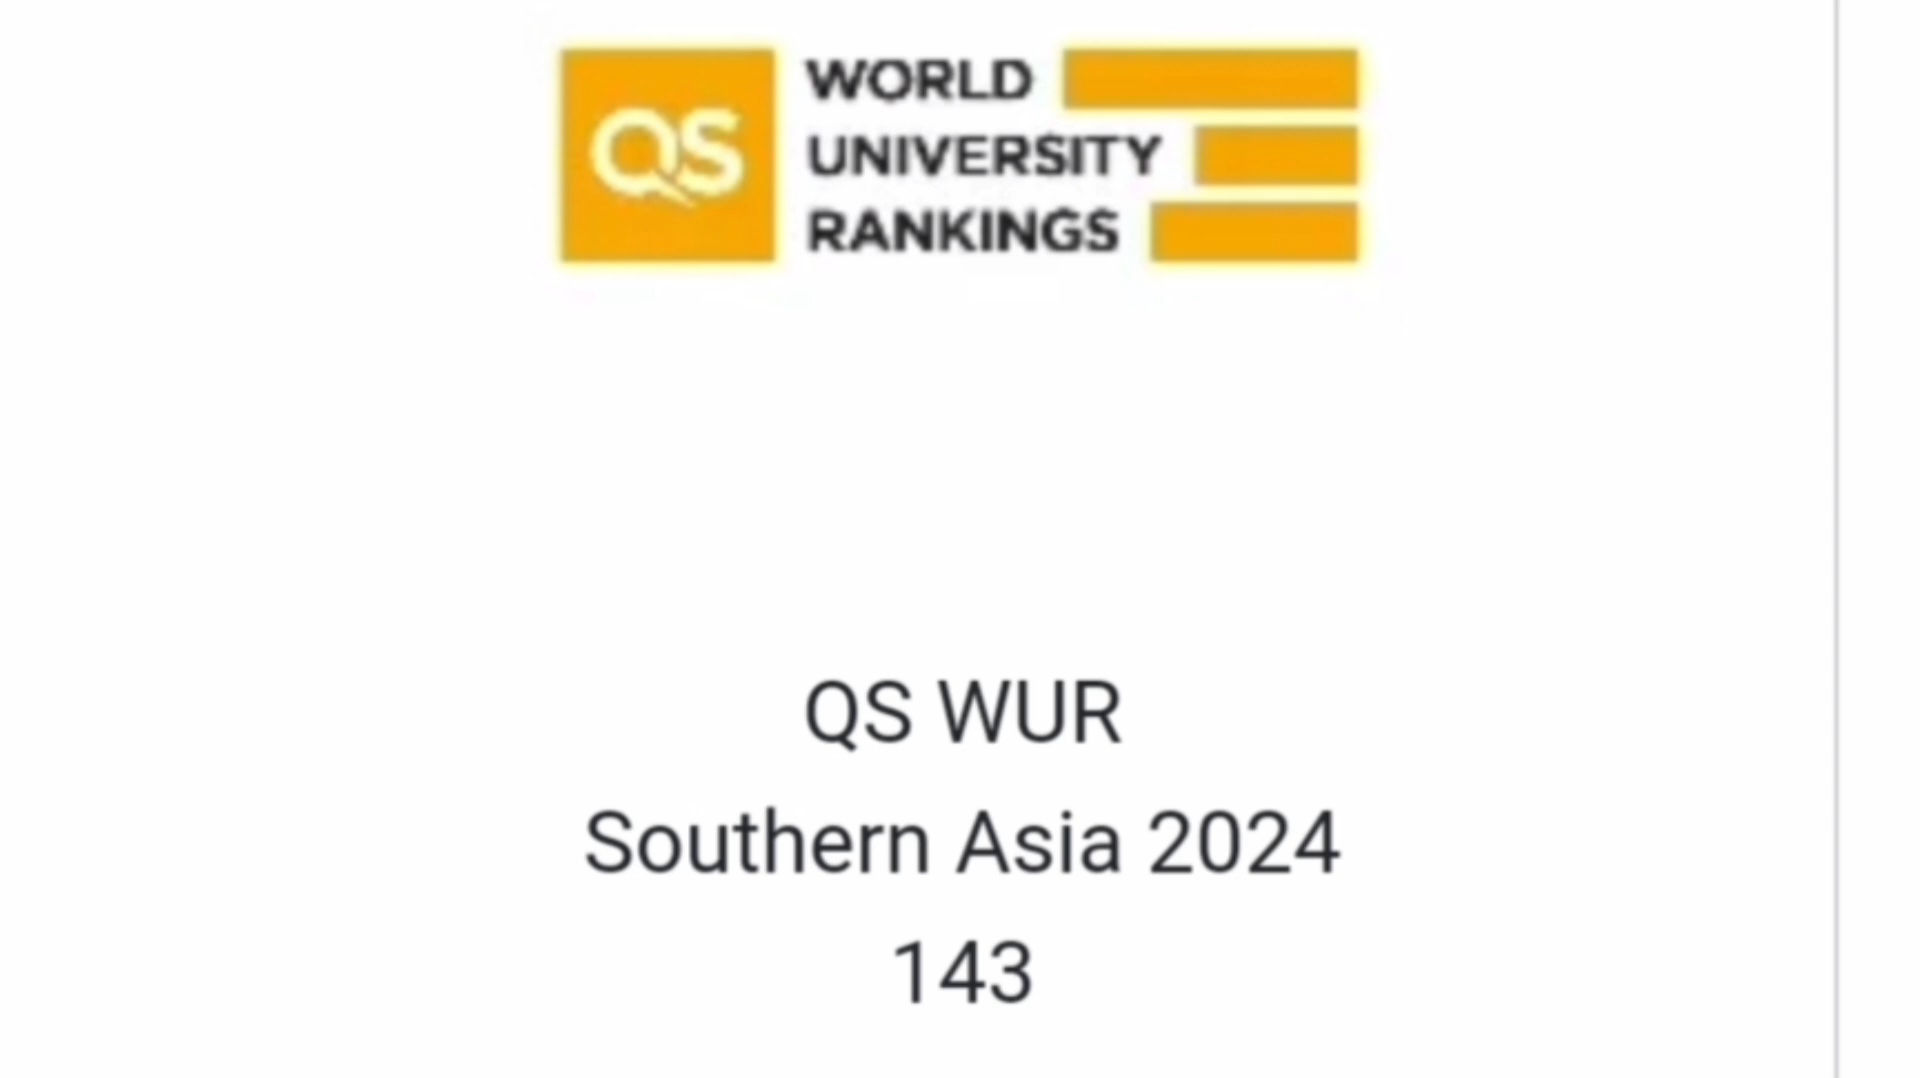 QS
WORLD
UNIVERSITY
RANKINGS
QS WUR
Southern Asia 2024
143